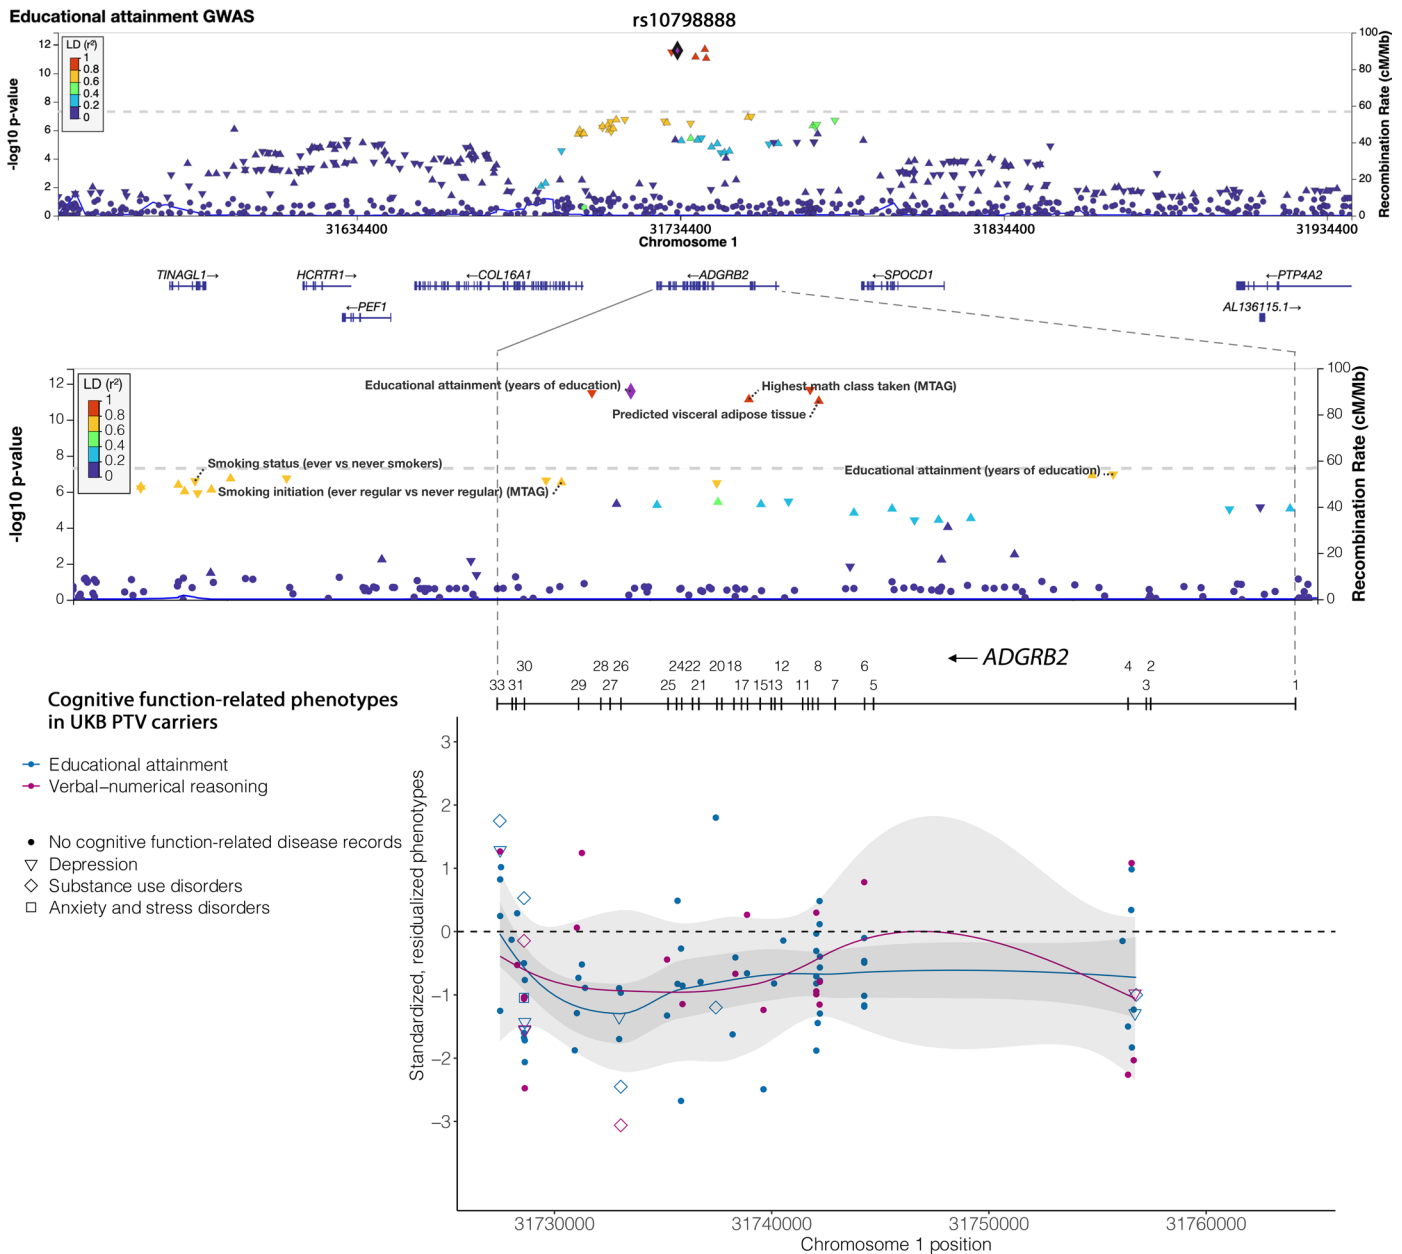 Educational attainment GWAS
rs10798888
LD (r²)
1
0.8
0.6
0.4
0.2
0
12
10
8
6
4
2
0
-log10 p-value
100
80
60
40
20
0
Recombination Rate (cM/Mb)
31634400
31734400
31834400
31934400
Chromosome 1
TINAGL1→
HCRTR1→
←COL16A1
←ADGRB2
←SPOCD1
←PTP4A2
←PEF1
AL136115.1→
LD (r²)
1
0.8
0.6
0.4
0.2
0
12
10
8
6
4
2
0
-log10 p-value
100
80
60
40
20
0
Recombination Rate (cM/Mb)
Educational attainment (years of education)
Highest math class taken (MTAG)
Predicted visceral adipose tissue
Smoking status (ever vs never smokers)
Educational attainment (years of education)
Smoking initiation (ever regular vs never regular) (MTAG)
← ADGRB2
30 28 26 24 22 20 18 12 8 6 4 2
33 31 29 27 25 21 17 15 13 11 7 5 3 1
Cognitive function-related phenotypes
in UKB PTV carriers
Educational attainment
Verbal–numerical reasoning
No cognitive function-related disease records
Depression
Substance use disorders
Anxiety and stress disorders
Standardized, residualized phenotypes
3
2
1
0
−1
−2
−3
31730000
31740000
31750000
31760000
Chromosome 1 position